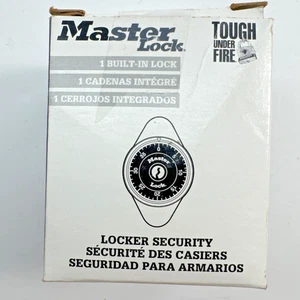 Master
Lock.
TOUGH
UNDER
FIRE
1 BUILT-IN LOCK
1 CADENAS INTÉGRÉ
1 CERROJOS INTEGRADOS
Master
Lock
LOCKER SECURITY
SÉCURITÉ DES CASIERS
SEGURIDAD PARA ARMARIOS